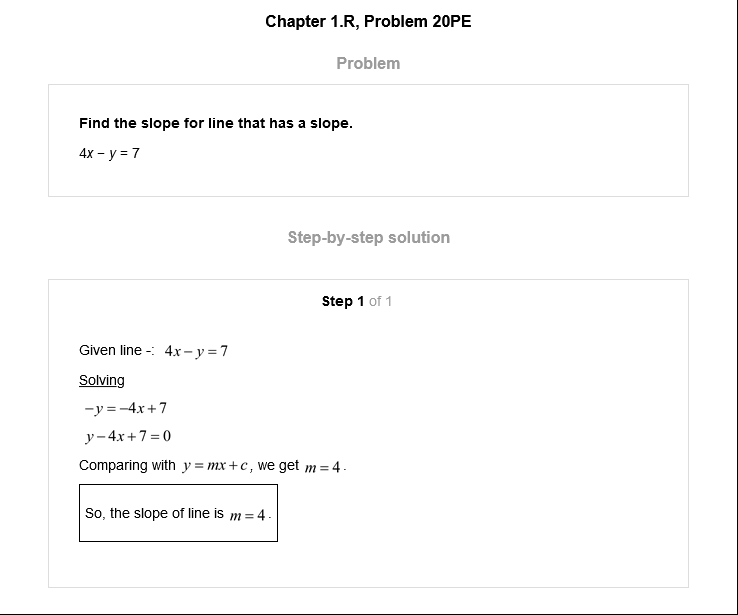 Chapter 1.R, Problem 20PE
Problem
Find the slope for line that has a slope.
4x − y = 7
Step-by-step solution
Step 1 of 1
Given line -: 4x − y = 7
Solving
−y = −4x + 7
y − 4x + 7 = 0
Comparing with y = mx + c, we get m = 4.
So, the slope of line is m = 4.